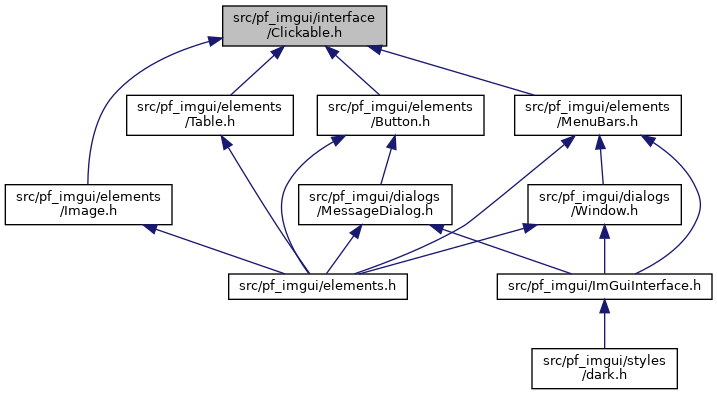 src/pf_imgui/interface
/Clickable.h
src/pf_imgui/elements
/Table.h
src/pf_imgui/elements
/Button.h
src/pf_imgui/elements
/MenuBars.h
src/pf_imgui/elements
/Image.h
src/pf_imgui/dialogs
/MessageDialog.h
src/pf_imgui/dialogs
/Window.h
src/pf_imgui/elements.h
src/pf_imgui/ImGuiInterface.h
src/pf_imgui/styles
/dark.h